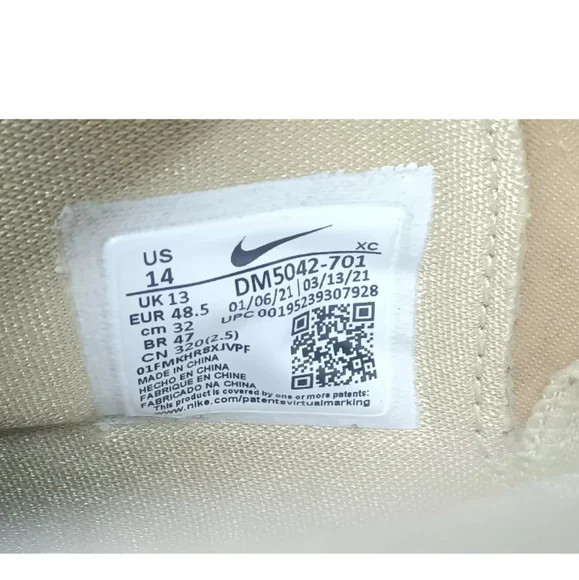 US
14
XC
DM5042-701
UK 13
01/06/21 | 03/13/21
EUR 48.5
UPC 00195239307928
cm 32
BR 47
CN 320(2.5)
01FMKHR8XJVPF
MADE IN CHINA
HECHO EN CHINA
FABRIQUE EN CHINE
FABRICADO NA CHINA
This product is covered by one or more patents:
www.nike.com/patentsvirtualmarking